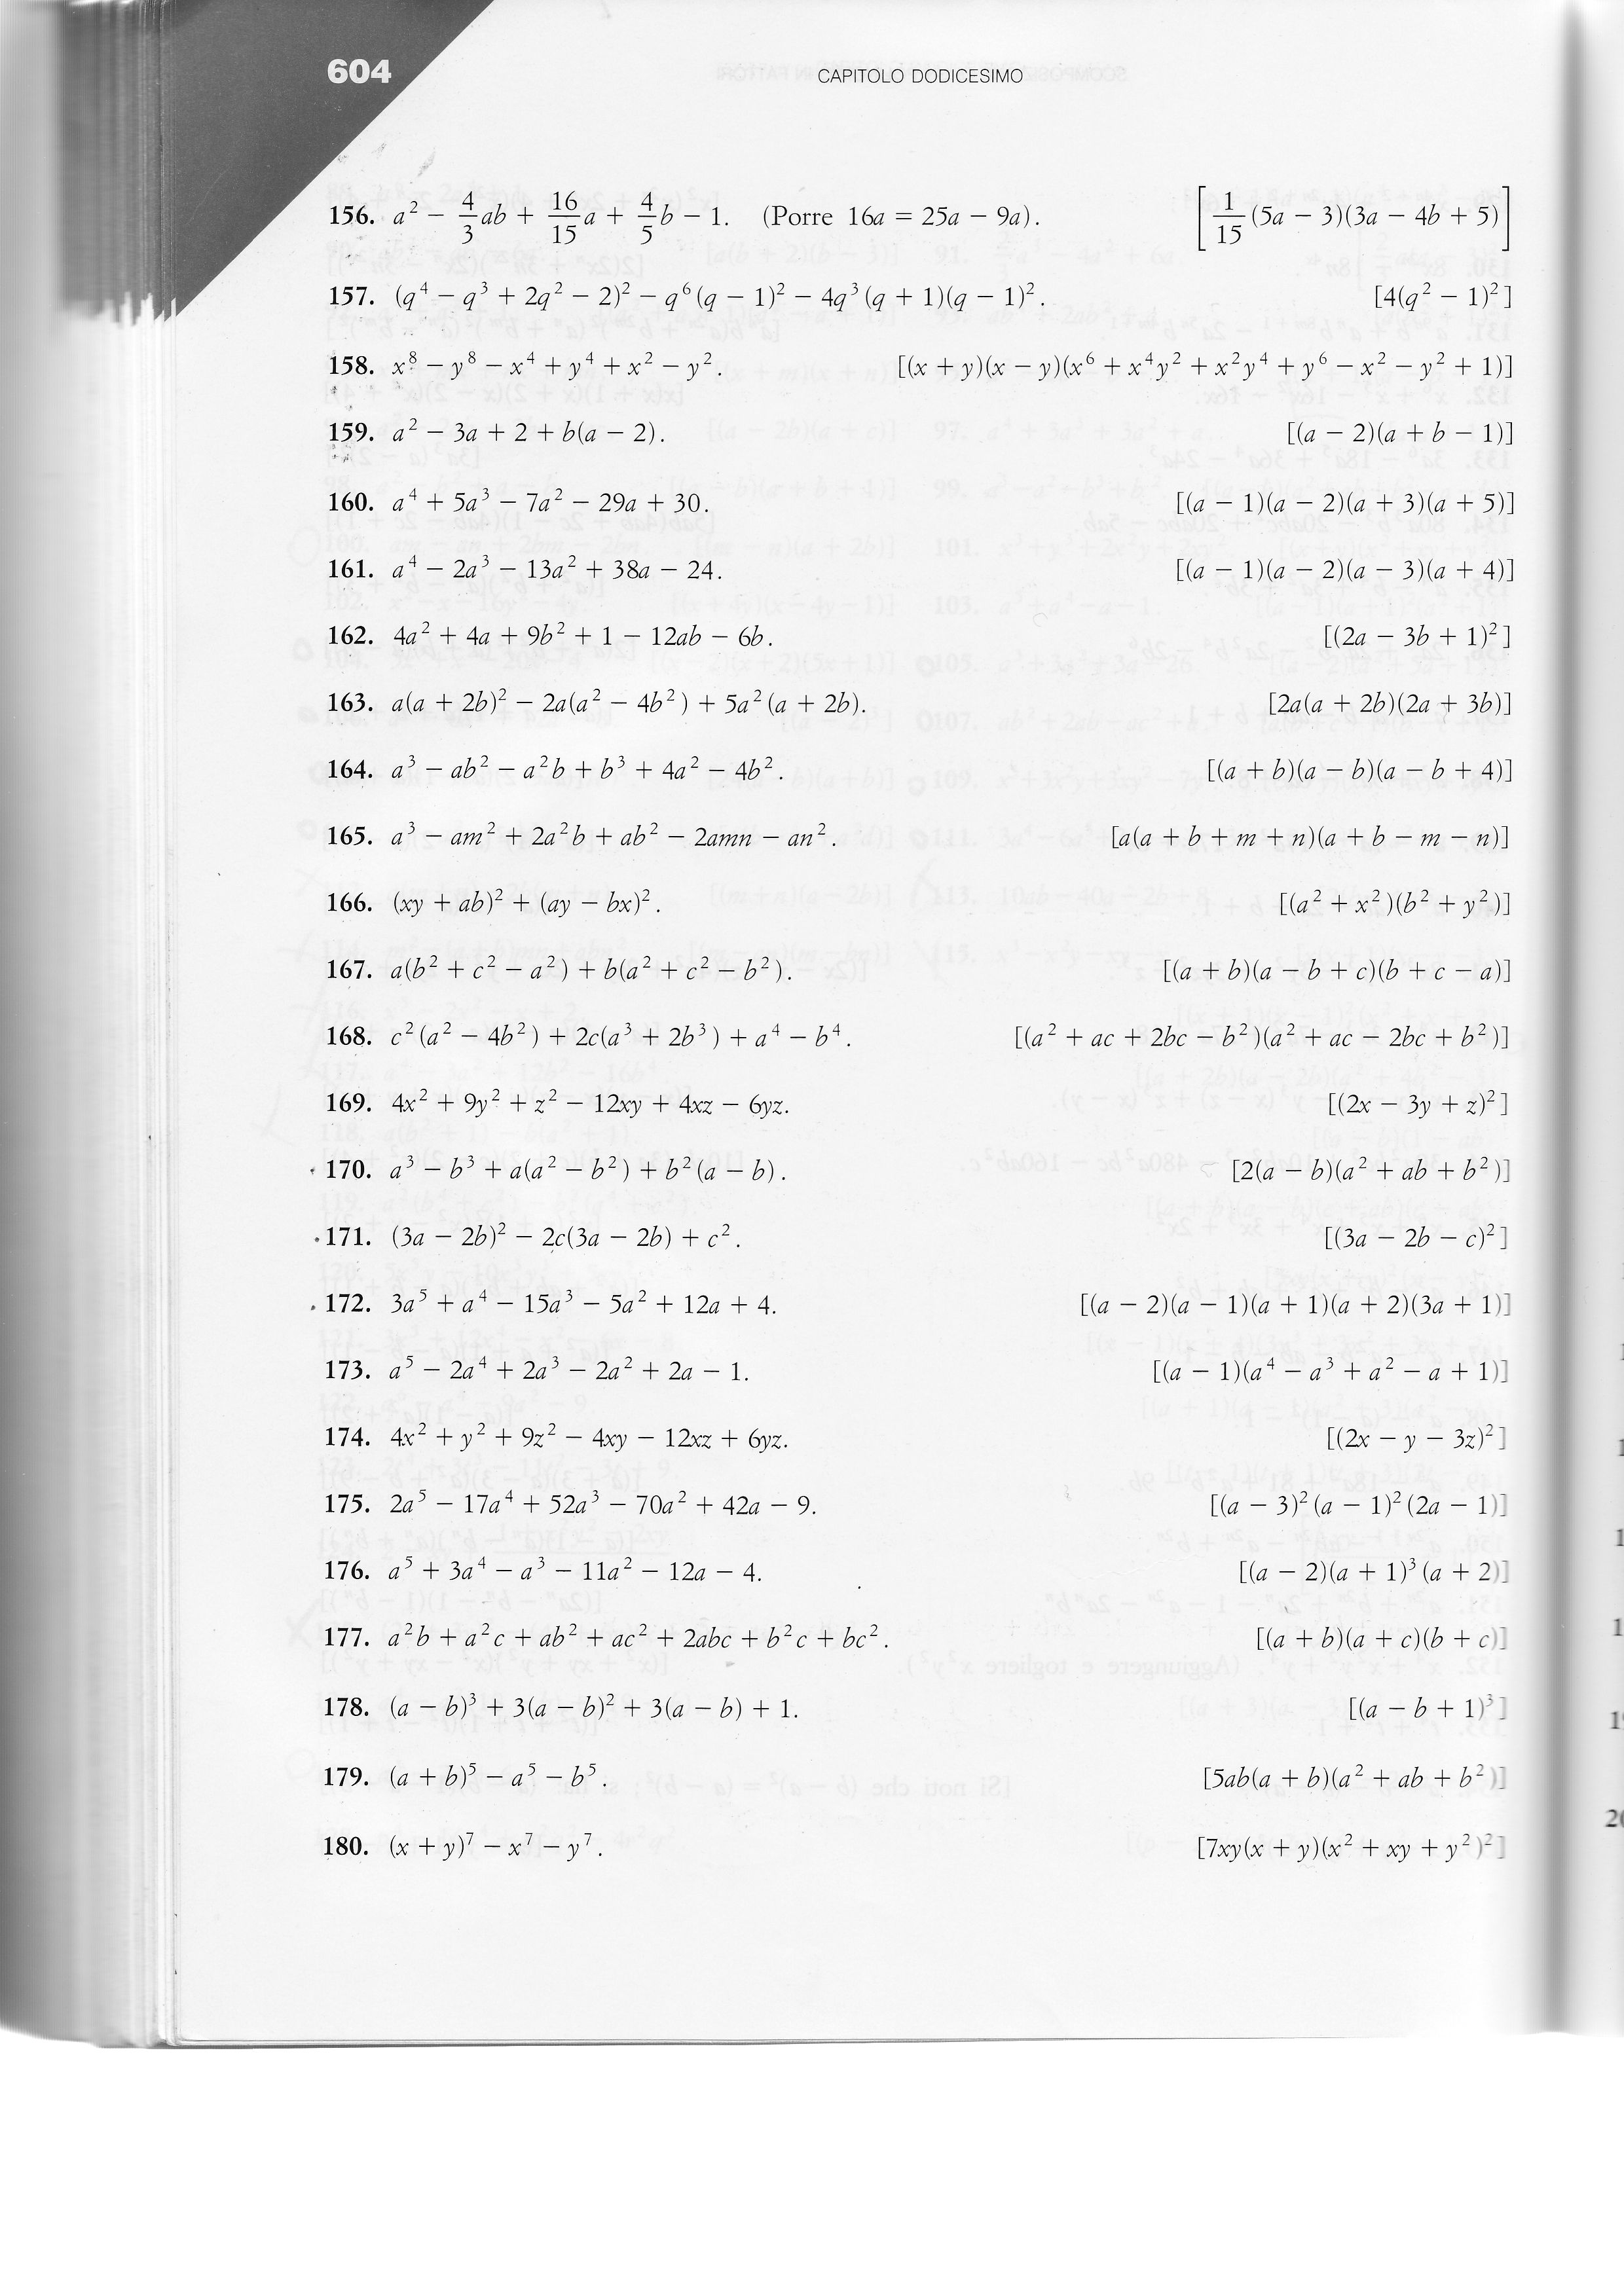 604
CAPITOLO DODICESIMO
156. a² − 4/3 ab + 16/15 a + 4/5 b − 1. (Porre 16a = 25a − 9a). [1/15 (5a − 3)(3a − 4b + 5)]
157. (q⁴ − q³ + 2q² − 2)² − q⁶(q − 1)² − 4q³(q + 1)(q − 1)². [4(q² − 1)²]
158. x⁸ − y⁸ − x⁴ + y⁴ + x² − y². [(x + y)(x − y)(x⁶ + x⁴y² + x²y⁴ + y⁶ − x² − y² + 1)]
159. a² − 3a + 2 + b(a − 2). [(a − 2)(a + b − 1)]
160. a⁴ + 5a³ − 7a² − 29a + 30. [(a − 1)(a − 2)(a + 3)(a + 5)]
161. a⁴ − 2a³ − 13a² + 38a − 24. [(a − 1)(a − 2)(a − 3)(a + 4)]
162. 4a² + 4a + 9b² + 1 − 12ab − 6b. [(2a − 3b + 1)²]
163. a(a + 2b)² − 2a(a² − 4b²) + 5a²(a + 2b). [2a(a + 2b)(2a + 3b)]
164. a³ − ab² − a²b + b³ + 4a² − 4b². [(a + b)(a − b)(a − b + 4)]
165. a³ − am² + 2a²b + ab² − 2amn − an². [a(a + b + m + n)(a + b − m − n)]
166. (xy + ab)² + (ay − bx)². [(a² + x²)(b² + y²)]
167. a(b² + c² − a²) + b(a² + c² − b²). [(a + b)(a − b + c)(b + c − a)]
168. c²(a² − 4b²) + 2c(a³ + 2b³) + a⁴ − b⁴. [(a² + ac + 2bc − b²)(a² + ac − 2bc + b²)]
169. 4x² + 9y² + z² − 12xy + 4xz − 6yz. [(2x − 3y + z)²]
170. a³ − b³ + a(a² − b²) + b²(a − b). [2(a − b)(a² + ab + b²)]
171. (3a − 2b)² − 2c(3a − 2b) + c². [(3a − 2b − c)²]
172. 3a⁵ + a⁴ − 15a³ − 5a² + 12a + 4. [(a − 2)(a − 1)(a + 1)(a + 2)(3a + 1)]
173. a⁵ − 2a⁴ + 2a³ − 2a² + 2a − 1. [(a − 1)(a⁴ − a³ + a² − a + 1)]
174. 4x² + y² + 9z² − 4xy − 12xz + 6yz. [(2x − y − 3z)²]
175. 2a⁵ − 17a⁴ + 52a³ − 70a² + 42a − 9. [(a − 3)²(a − 1)²(2a − 1)]
176. a⁵ + 3a⁴ − a³ − 11a² − 12a − 4. [(a − 2)(a + 1)³(a + 2)]
177. a²b + a²c + ab² + ac² + 2abc + b²c + bc². [(a + b)(a + c)(b + c)]
178. (a − b)³ + 3(a − b)² + 3(a − b) + 1. [(a − b + 1)³]
179. (a + b)⁵ − a⁵ − b⁵. [5ab(a + b)(a² + ab + b²)]
180. (x + y)⁷ − x⁷ − y⁷. [7xy(x + y)(x² + xy + y²)²]